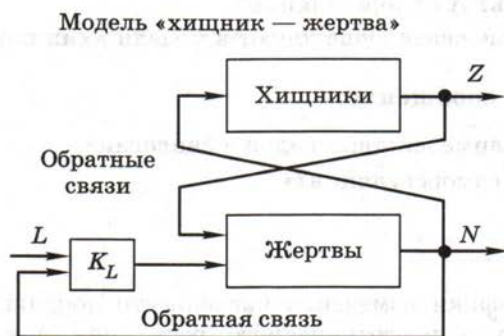 Модель «хищник — жертва»
Хищники
Z
Обратные
связи
L
K_L
Жертвы
N
Обратная связь